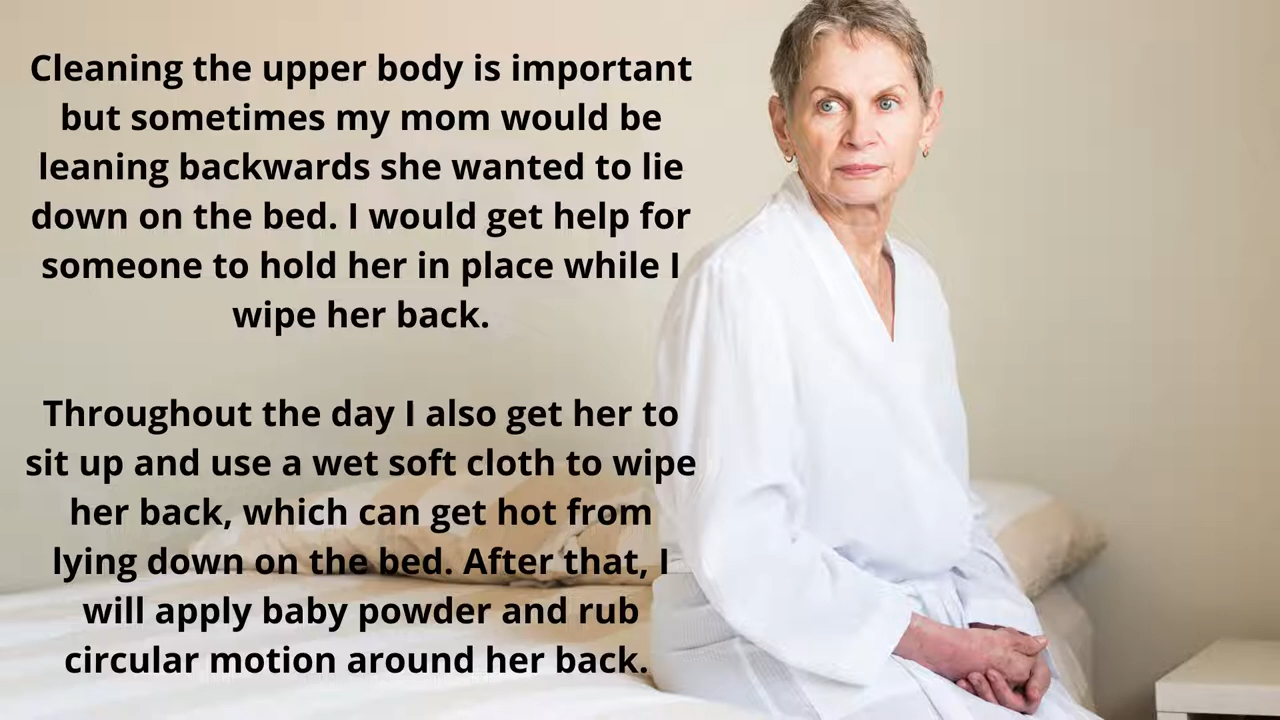 Cleaning the upper body is important
but sometimes my mom would be
leaning backwards she wanted to lie
down on the bed. I would get help for
someone to hold her in place while I
wipe her back.
Throughout the day I also get her to
sit up and use a wet soft cloth to wipe
her back, which can get hot from
lying down on the bed. After that, I
will apply baby powder and rub
circular motion around her back.